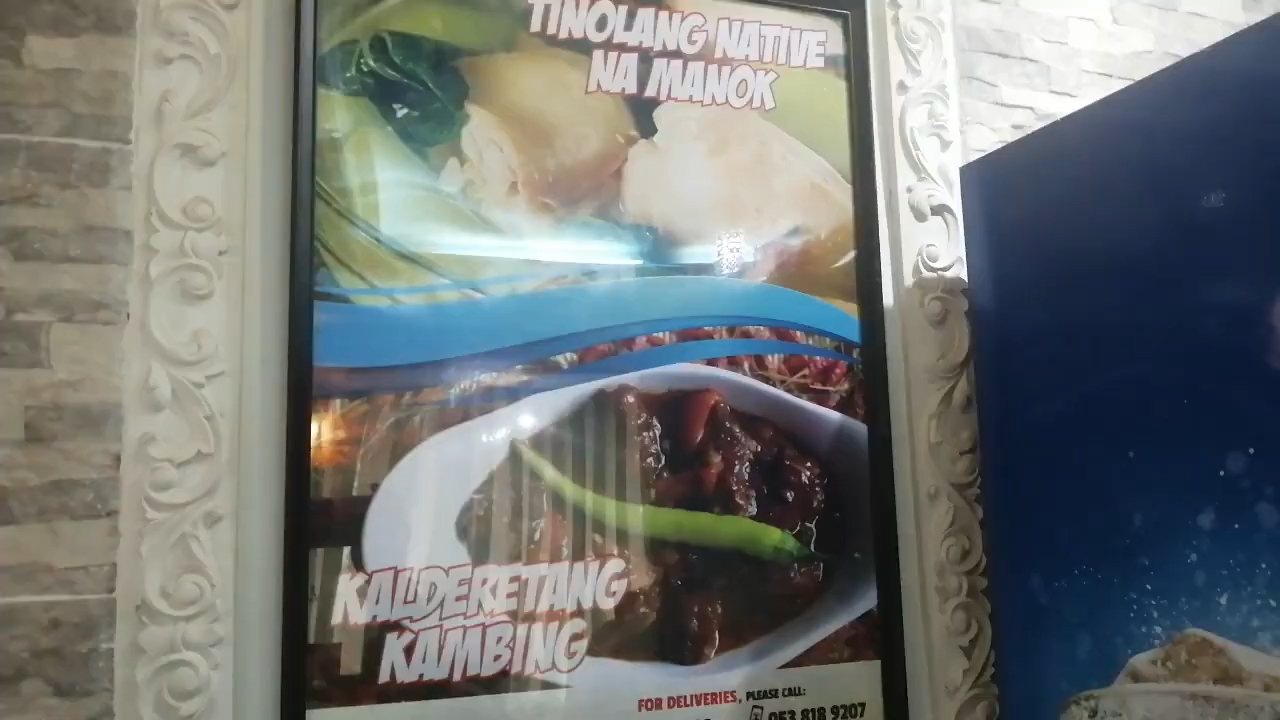 TINOLANG NATIVE
NA MANOK
KALDERETANG
KAMBING
FOR DELIVERIES, PLEASE CALL:
053 818 9207